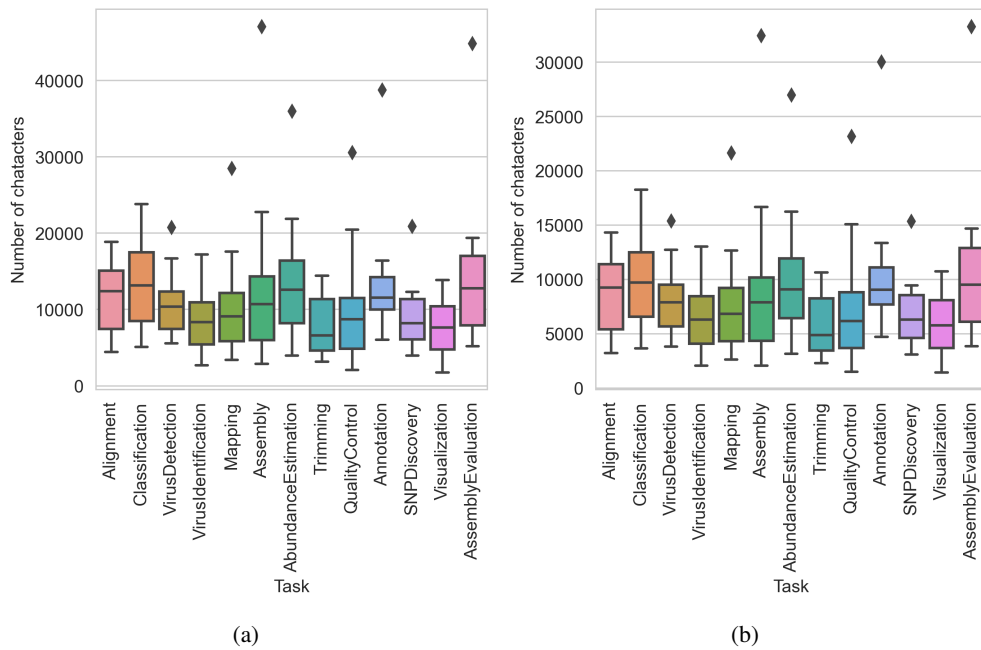 Number of chatacters
40000
30000
20000
10000
0
Alignment
Classification
VirusDetection
VirusIdentification
Mapping
Assembly
AbundanceEstimation
Trimming
QualityControl
Annotation
SNPDiscovery
Visualization
AssemblyEvaluation
Task
(a)
Number of chatacters
30000
25000
20000
15000
10000
5000
0
Alignment
Classification
VirusDetection
VirusIdentification
Mapping
Assembly
AbundanceEstimation
Trimming
QualityControl
Annotation
SNPDiscovery
Visualization
AssemblyEvaluation
Task
(b)